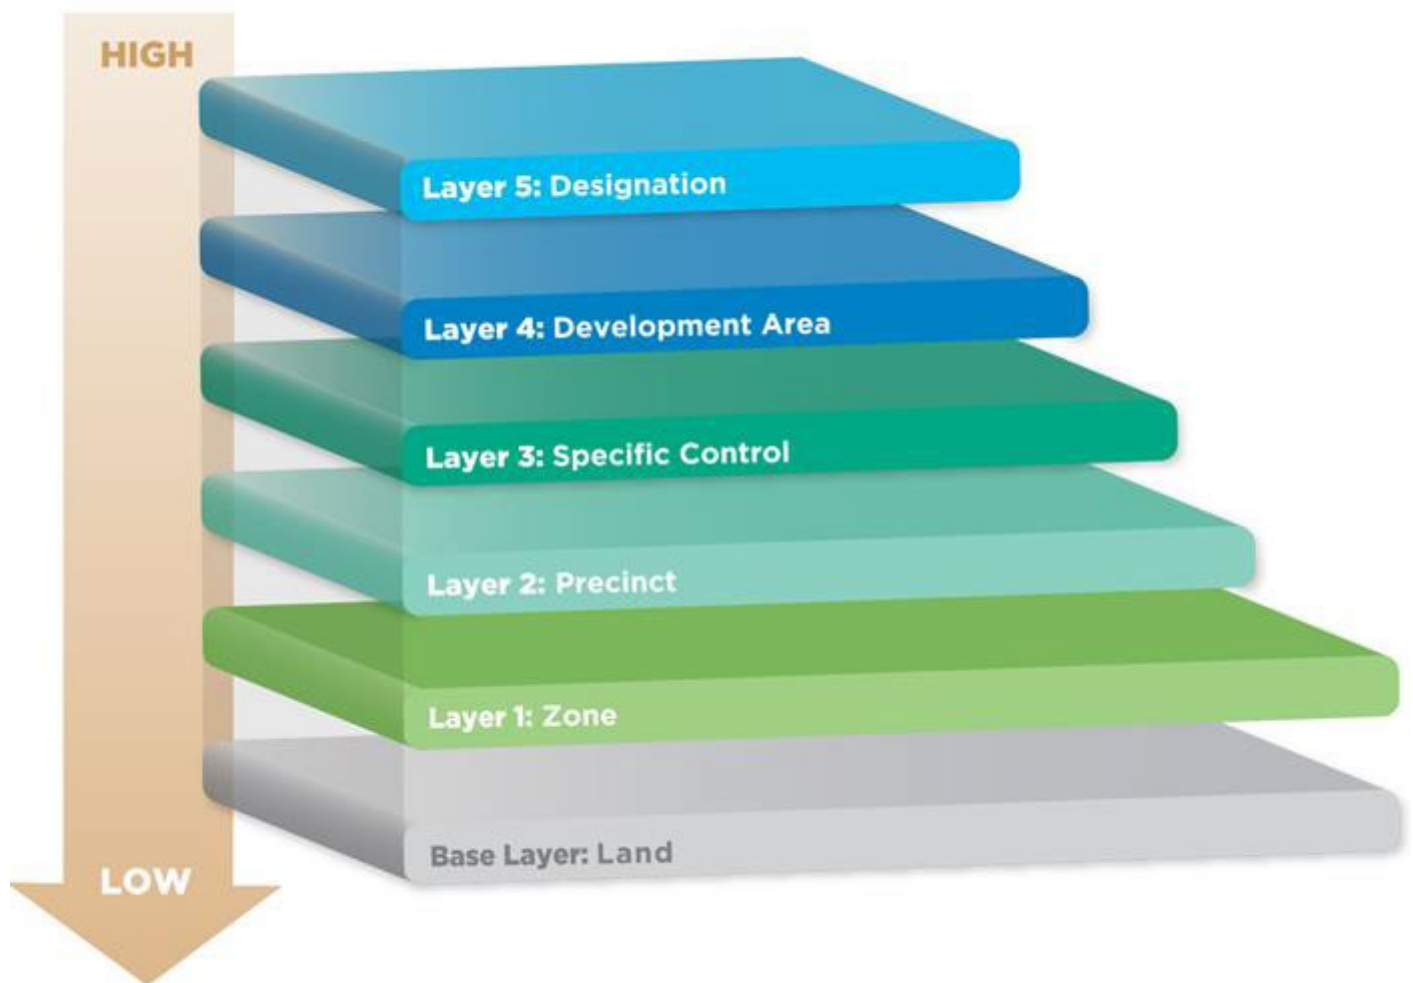 HIGH
Layer 5: Designation
Layer 4: Development Area
Layer 3: Specific Control
Layer 2: Precinct
Layer 1: Zone
Base Layer: Land
LOW